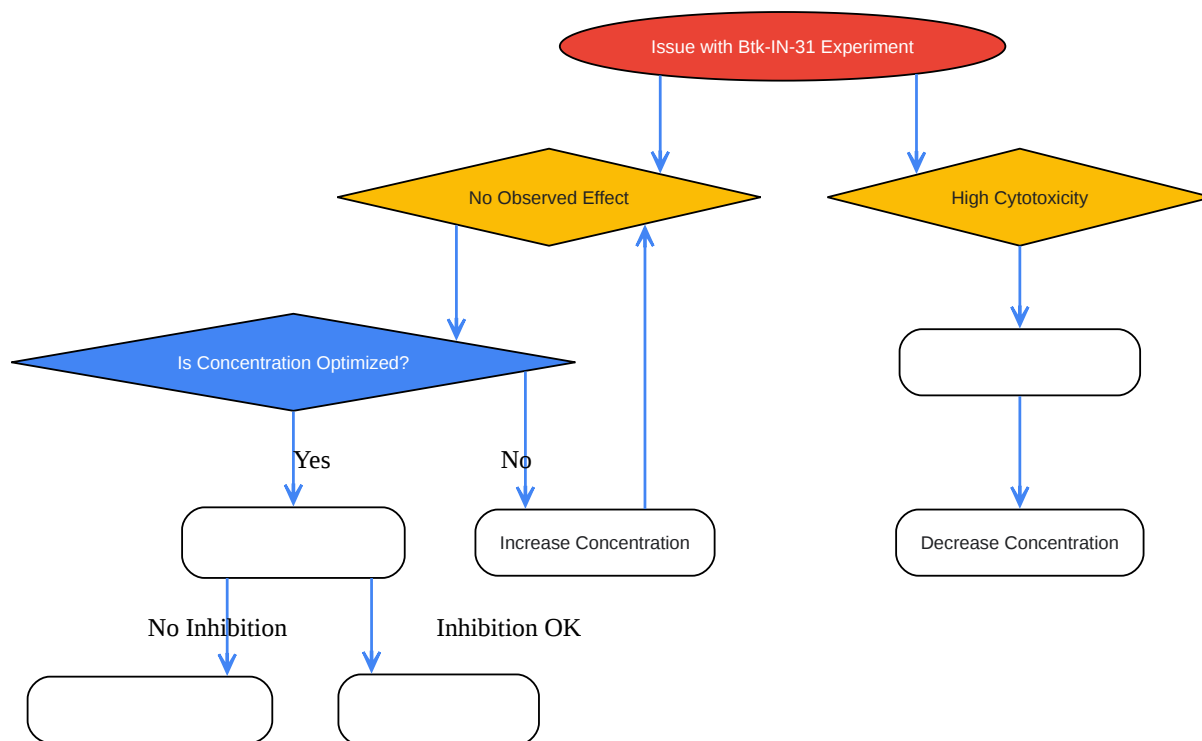 Issue with Btk-IN-31 Experiment
No Observed Effect
High Cytotoxicity
Is Concentration Optimized?
Yes
No
Increase Concentration
Decrease Concentration
No Inhibition
Inhibition OK